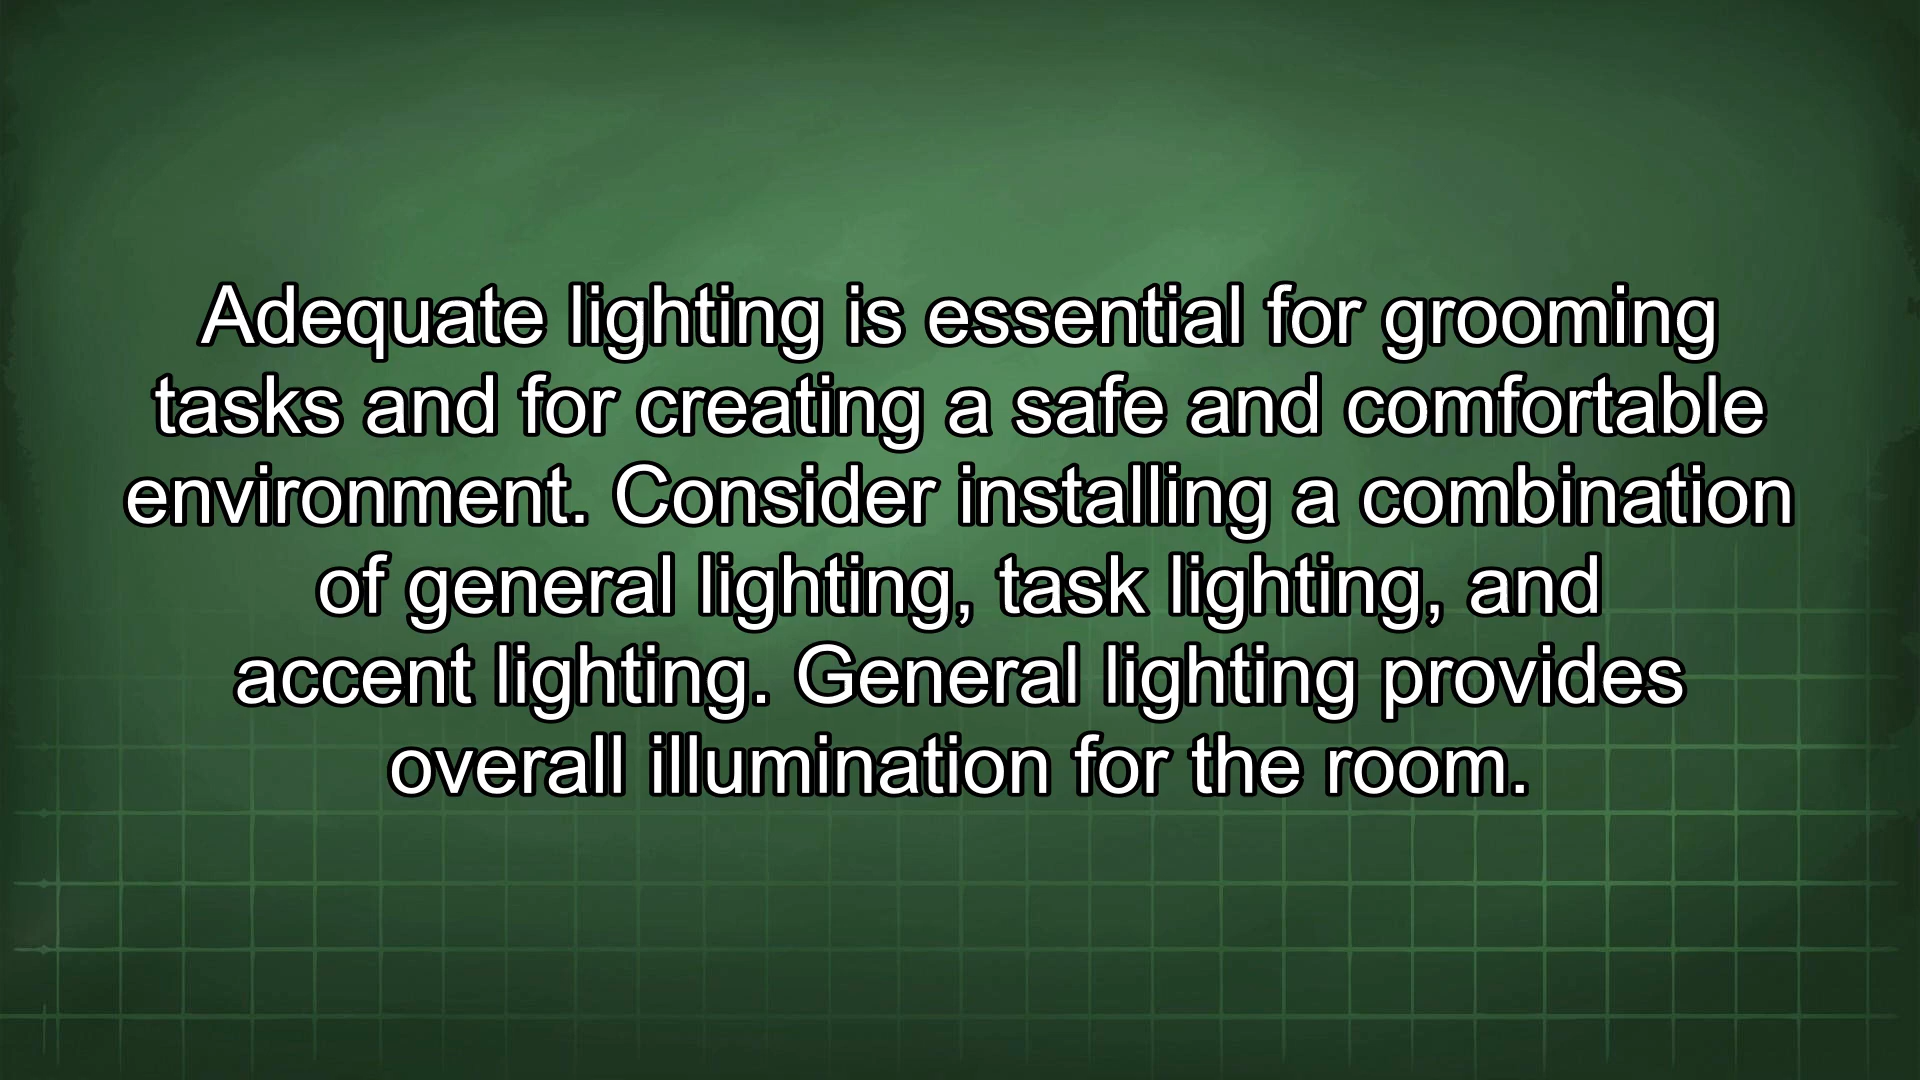 Adequate lighting is essential for grooming
tasks and for creating a safe and comfortable
environment. Consider installing a combination
of general lighting, task lighting, and
accent lighting. General lighting provides
overall illumination for the room.